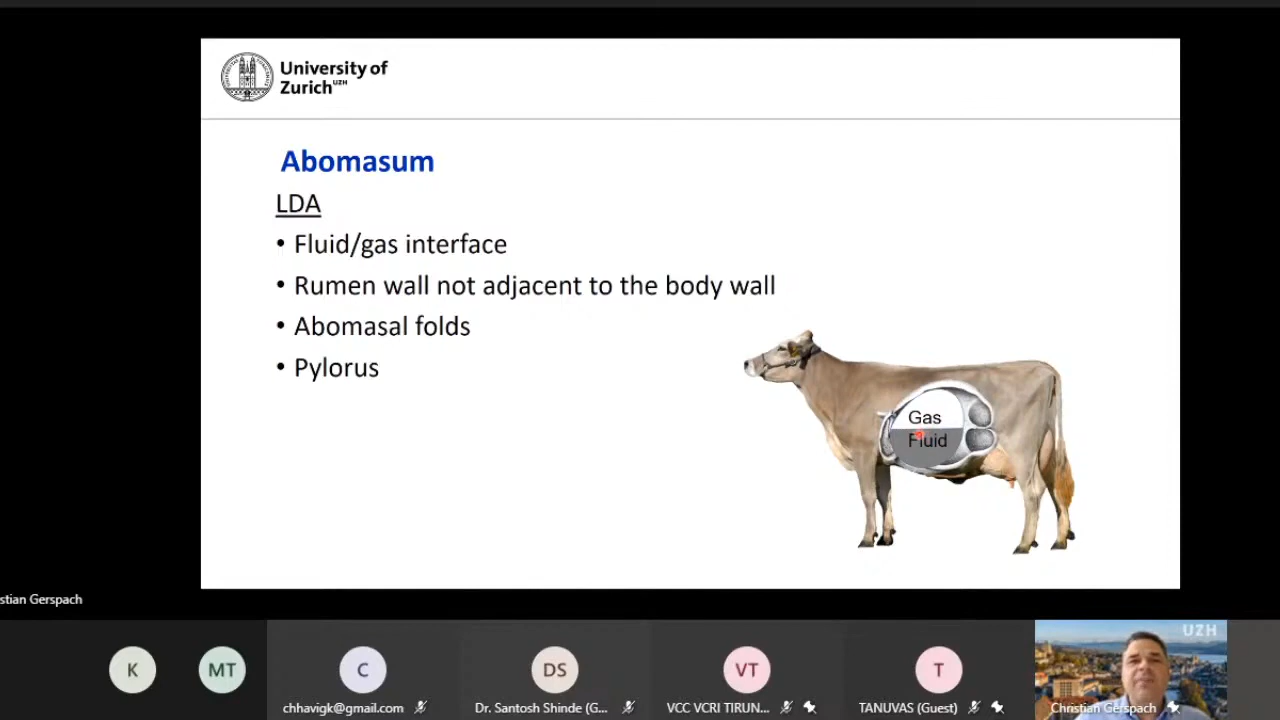 University of
Zurich UZH
Abomasum
LDA
• Fluid/gas interface
• Rumen wall not adjacent to the body wall
• Abomasal folds
• Pylorus
Gas
Fluid
stian Gerspach
K
MT
C
DS
VT
T
UZH
chhavigk@gmail.com
Dr. Santosh Shinde (G...
VCC VCRI TIRUN...
TANUVAS (Guest)
Christian Gerspach